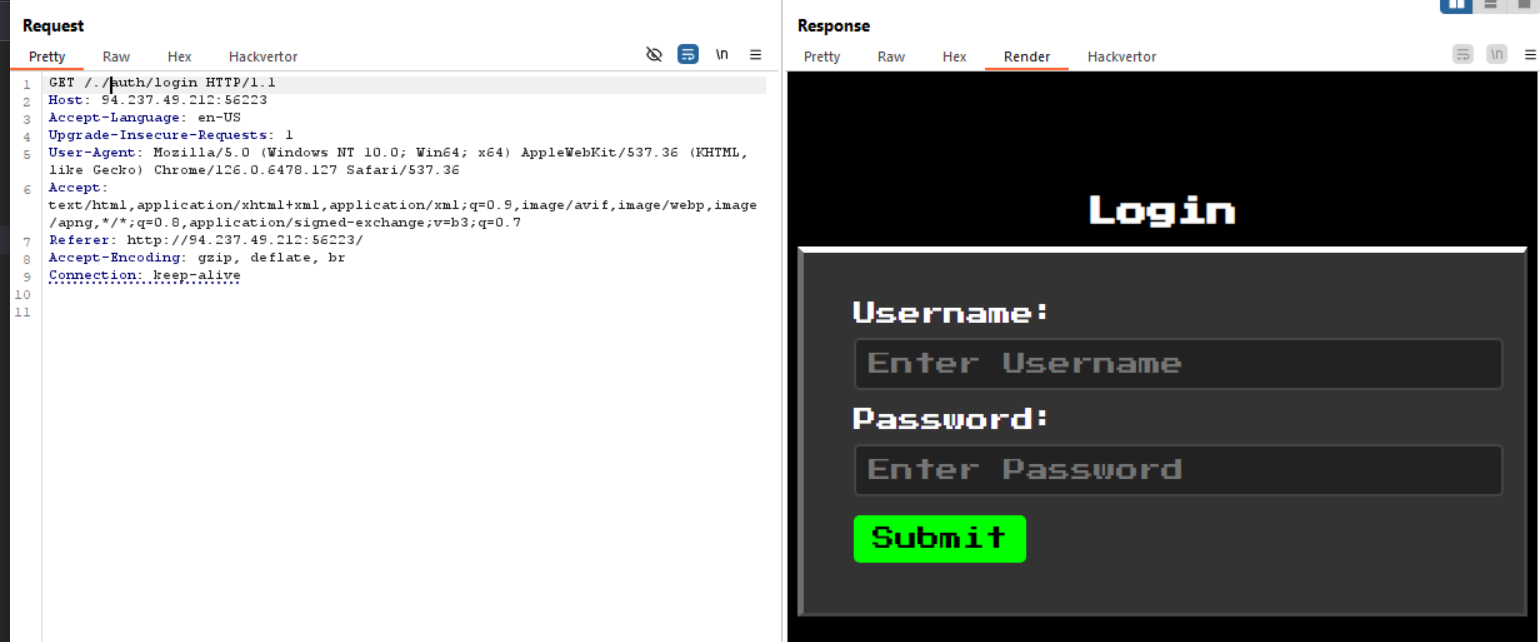 Request
Pretty Raw Hex Hackvertor \n
1 GET /./auth/login HTTP/1.1
2 Host: 94.237.49.212:56223
3 Accept-Language: en-US
4 Upgrade-Insecure-Requests: 1
5 User-Agent: Mozilla/5.0 (Windows NT 10.0; Win64; x64) AppleWebKit/537.36 (KHTML,
like Gecko) Chrome/126.0.6478.127 Safari/537.36
6 Accept:
text/html,application/xhtml+xml,application/xml;q=0.9,image/avif,image/webp,image
/apng,*/*;q=0.8,application/signed-exchange;v=b3;q=0.7
7 Referer: http://94.237.49.212:56223/
8 Accept-Encoding: gzip, deflate, br
9 Connection: keep-alive
10
11
Response
Pretty Raw Hex Render Hackvertor \n
Login
Username:
Enter Username
Password:
Enter Password
Submit